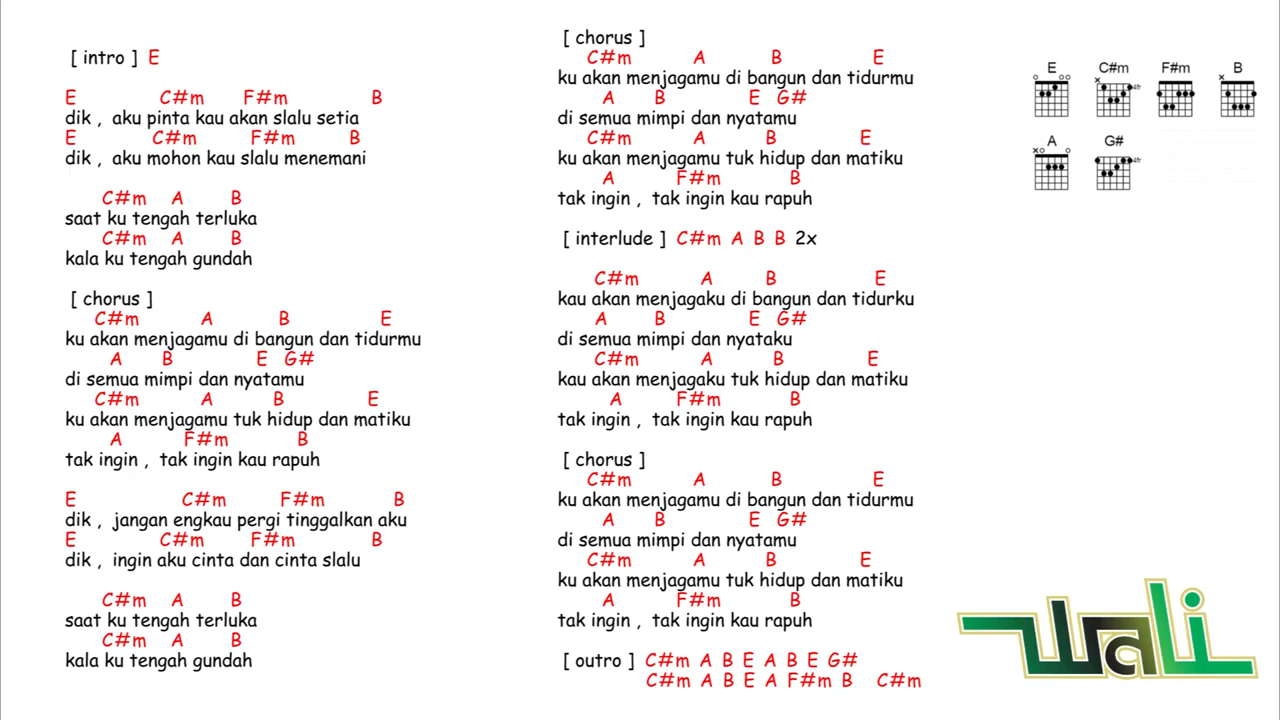 [ intro ] E
E C#m F#m B
dik , aku pinta kau akan slalu setia
E C#m F#m B
dik , aku mohon kau slalu menemani
C#m A B
saat ku tengah terluka
C#m A B
kala ku tengah gundah
[ chorus ]
C#m A B E
ku akan menjagamu di bangun dan tidurmu
A B E G#
di semua mimpi dan nyatamu
C#m A B E
ku akan menjagamu tuk hidup dan matiku
A F#m B
tak ingin , tak ingin kau rapuh
E C#m F#m B
dik , jangan engkau pergi tinggalkan aku
E C#m F#m B
dik , ingin aku cinta dan cinta slalu
C#m A B
saat ku tengah terluka
C#m A B
kala ku tengah gundah
[ chorus ]
C#m A B E
ku akan menjagamu di bangun dan tidurmu
A B E G#
di semua mimpi dan nyatamu
C#m A B E
ku akan menjagamu tuk hidup dan matiku
A F#m B
tak ingin , tak ingin kau rapuh
[ interlude ] C#m A B B 2x
C#m A B E
kau akan menjagaku di bangun dan tidurku
A B E G#
di semua mimpi dan nyataku
C#m A B E
kau akan menjagaku tuk hidup dan matiku
A F#m B
tak ingin , tak ingin kau rapuh
[ chorus ]
C#m A B E
ku akan menjagamu di bangun dan tidurmu
A B E G#
di semua mimpi dan nyatamu
C#m A B E
ku akan menjagamu tuk hidup dan matiku
A F#m B
tak ingin , tak ingin kau rapuh
[ outro ] C#m A B E A B E G#
C#m A B E A F#m B C#m
E C#m F#m B
4fr
A G#
4fr
wali